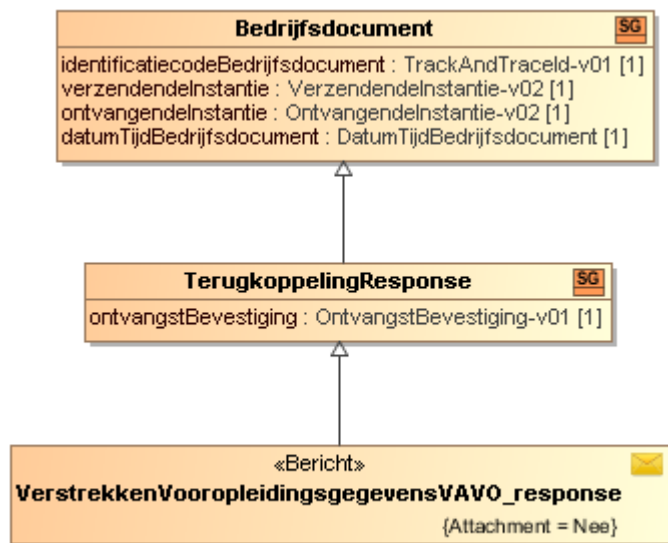 Bedrijfsdocument SG
identificatiecodeBedrijfsdocument : TrackAndTraceId-v01 [1]
verzendendeInstantie : VerzendendeInstantie-v02 [1]
ontvangendeInstantie : OntvangendeInstantie-v02 [1]
datumTijdBedrijfsdocument : DatumTijdBedrijfsdocument [1]
TerugkoppelingResponse SG
ontvangstBevestiging : OntvangstBevestiging-v01 [1]
«Bericht»
VerstrekkenVooropleidingsgegevensVAVO_response
{Attachment = Nee}